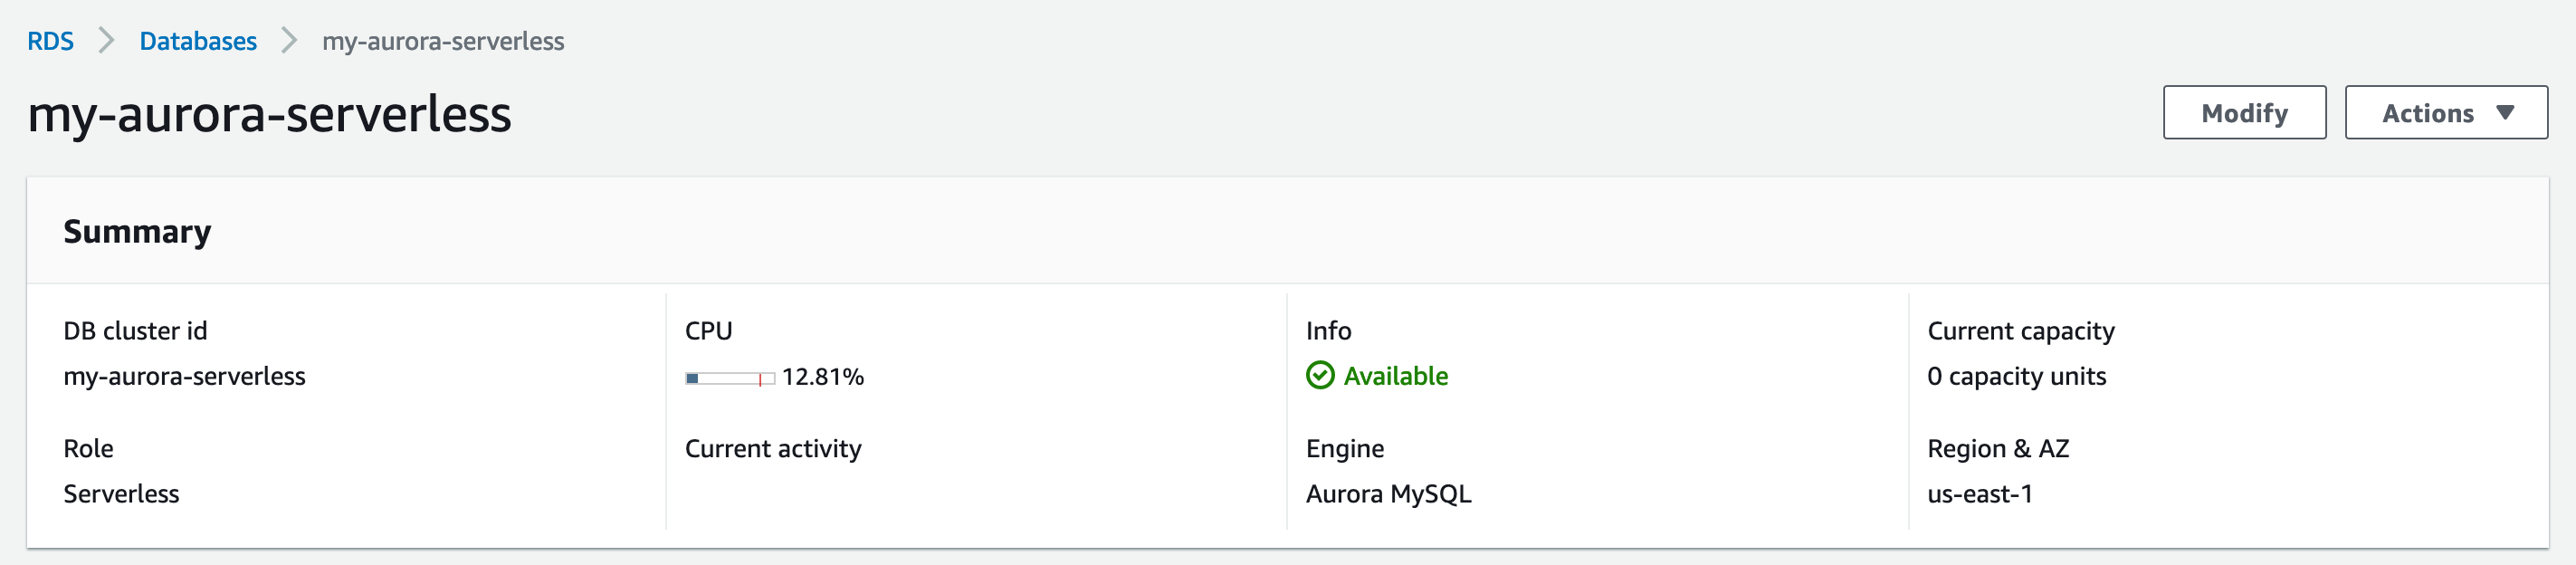 RDS Databases my-aurora-serverless
my-aurora-serverless
Modify
Actions
Summary
DB cluster id
my-aurora-serverless
Role
Serverless
CPU
12.81%
Current activity
Info
Available
Engine
Aurora MySQL
Current capacity
0 capacity units
Region & AZ
us-east-1